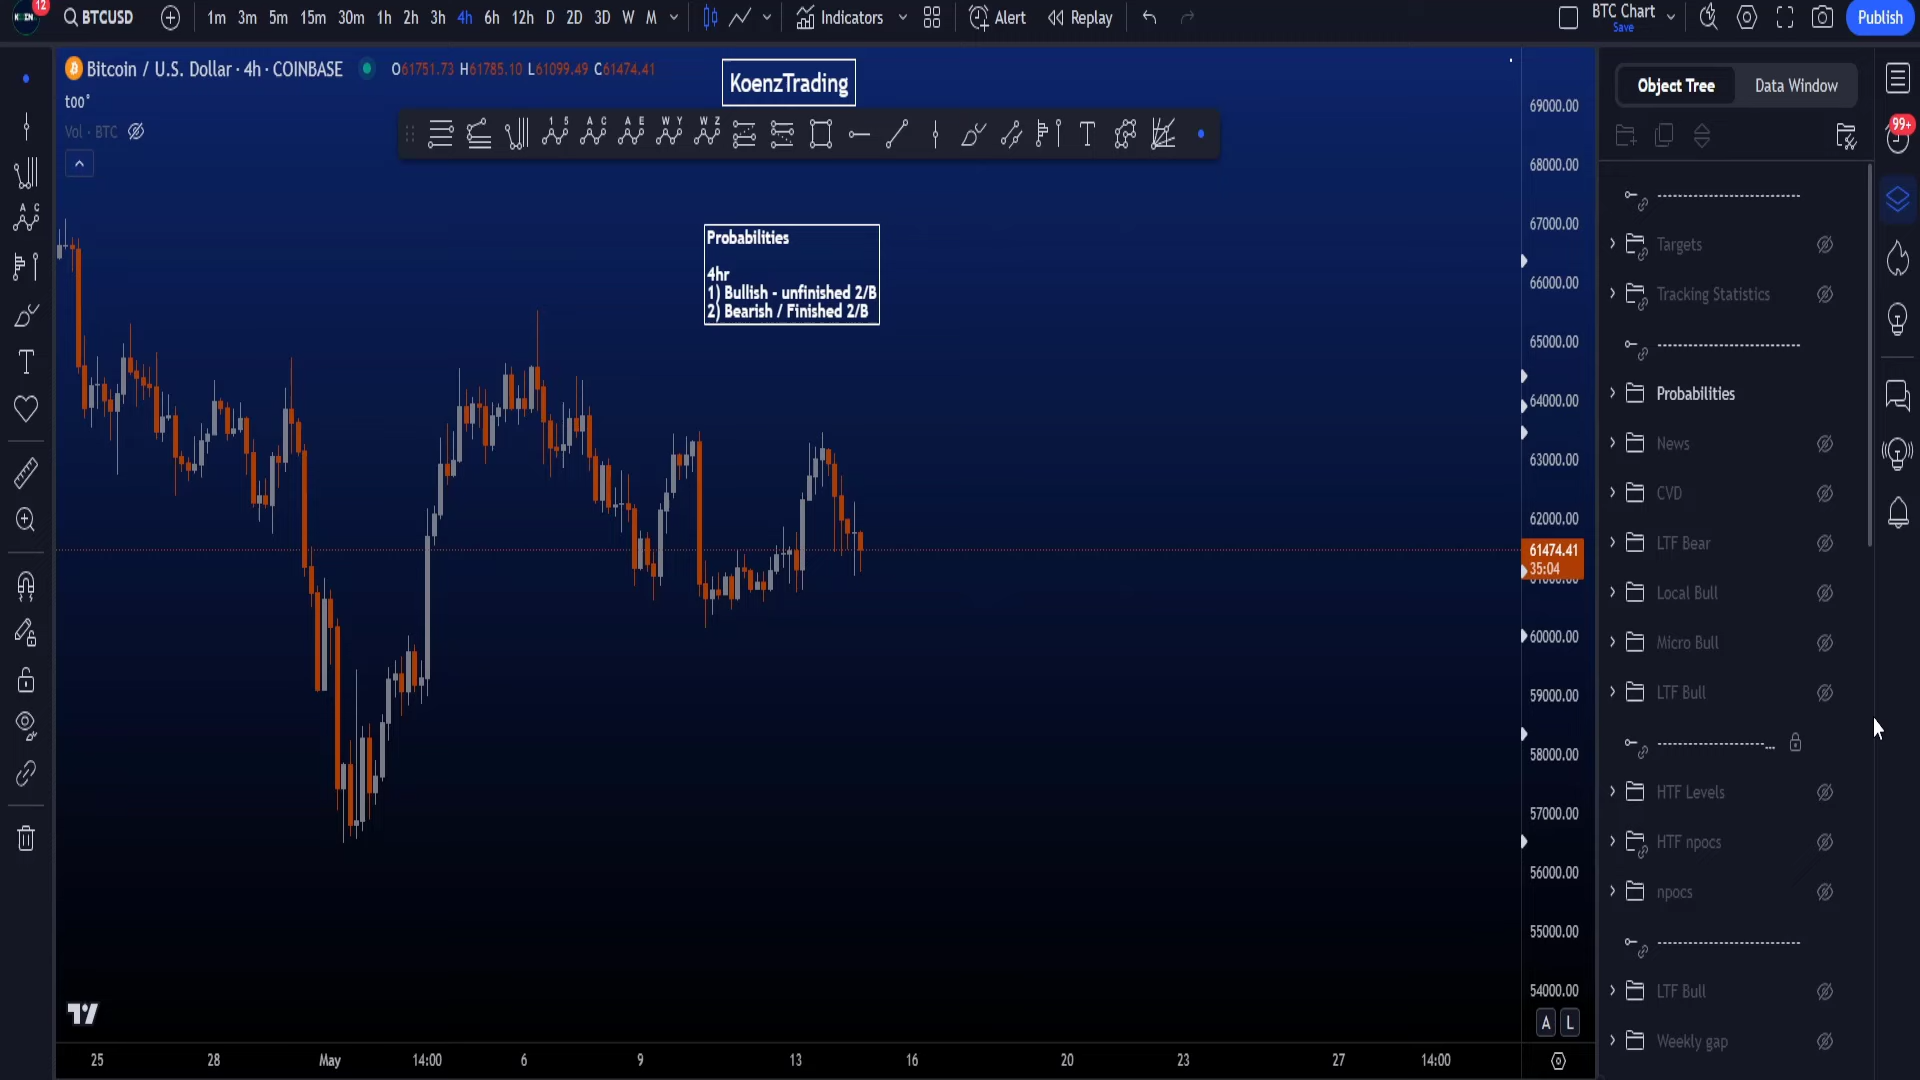 12
BTCUSD
1m 3m 5m 15m 30m 1h 2h 3h 4h 6h 12h D 2D 3D W M
Indicators
Alert
Replay
BTC Chart
Save
Publish
Bitcoin / U.S. Dollar · 4h · COINBASE
O61751.73 H61785.10 L61099.49 C61474.41
KoenzTrading
too°
Vol · BTC
Probabilities
4hr
1) Bullish - unfinished 2/B
2) Bearish / Finished 2/B
69000.00
68000.00
67000.00
66000.00
65000.00
64000.00
63000.00
62000.00
61474.41
35:04
60000.00
59000.00
58000.00
57000.00
56000.00
55000.00
54000.00
A L
25 28 May 14:00 6 9 13 16 20 23 27 14:00
Object Tree
Data Window
99+
Targets
Tracking Statistics
Probabilities
News
CVD
LTF Bear
Local Bull
Micro Bull
LTF Bull
HTF Levels
HTF npocs
npocs
LTF Bull
Weekly gap